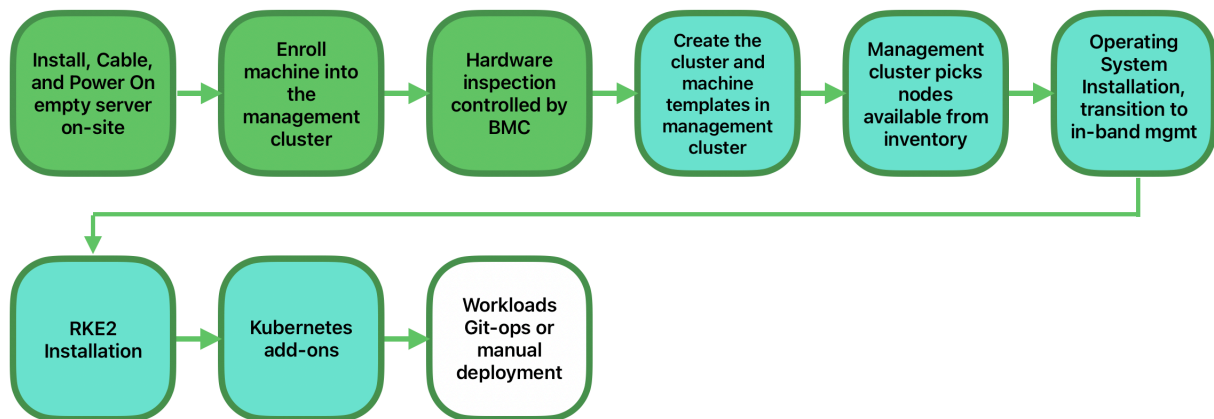 Install, Cable,
and Power On
empty server
on-site
Enroll
machine into
the
management
cluster
Hardware
inspection
controlled by
BMC
Create the
cluster and
machine
templates in
management
cluster
Management
cluster picks
nodes
available from
inventory
Operating
System
Installation,
transition to
in-band mgmt
RKE2
Installation
Kubernetes
add-ons
Workloads
Git-ops or
manual
deployment